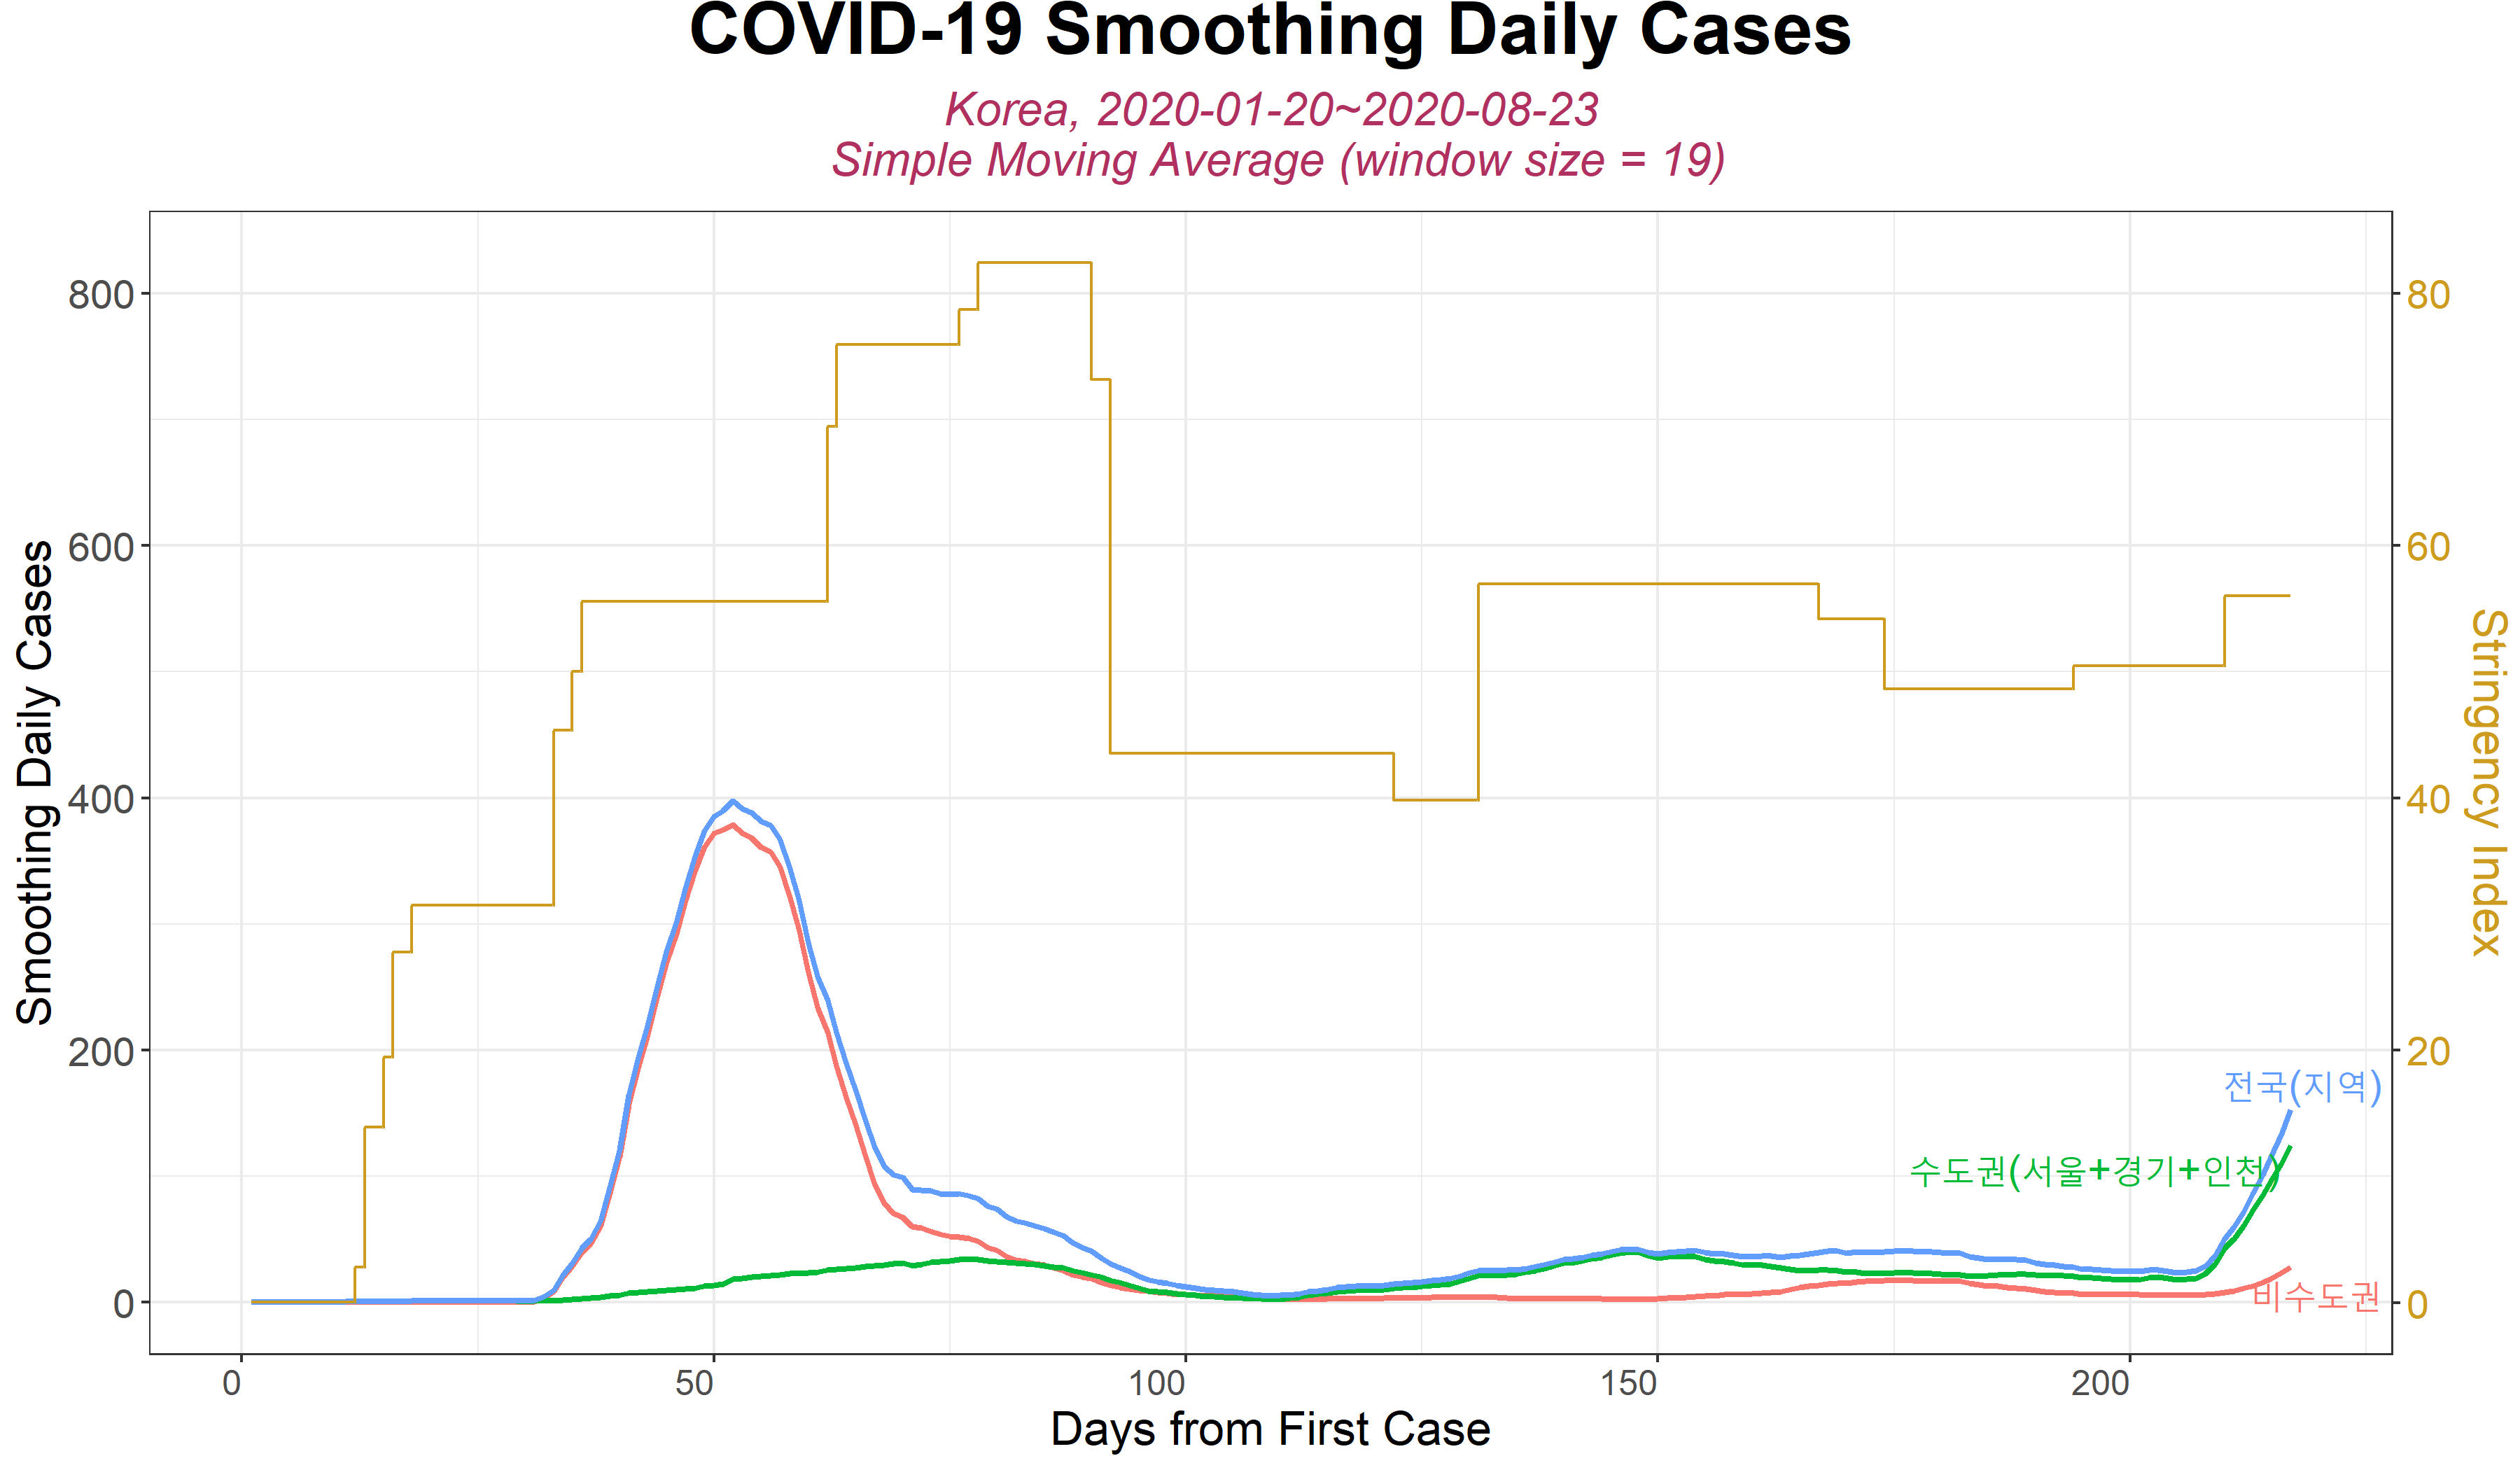 COVID-19 Smoothing Daily Cases
Korea, 2020-01-20~2020-08-23
Simple Moving Average (window size = 19)
Smoothing Daily Cases
800
600
400
200
0
80
60
40
20
0
Stringency Index
전국(지역)
수도권(서울+경기+인천)
비수도권
0
50
100
150
200
Days from First Case